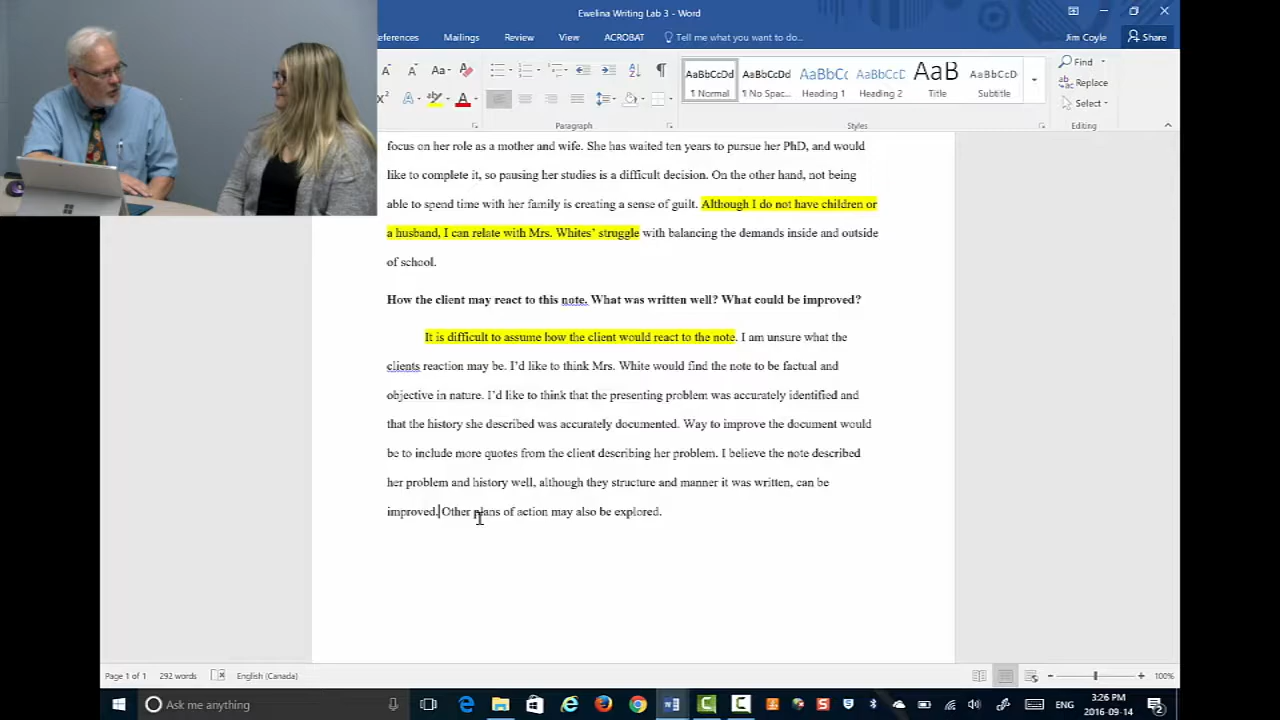 Ewelina Writing Lab 3 - Word
eferences Mailings Review View ACROBAT Tell me what you want to do... Jim Coyle Share
Aa AaBbCcDd AaBbCcDd AaBbCc AaBbCcD AaB AaBbCcD Find
¶ Normal ¶ No Spac... Heading 1 Heading 2 Title Subtitle Replace
Select
Paragraph Styles Editing
focus on her role as a mother and wife. She has waited ten years to pursue her PhD, and would
like to complete it, so pausing her studies is a difficult decision. On the other hand, not being
able to spend time with her family is creating a sense of guilt. Although I do not have children or
a husband, I can relate with Mrs. Whites’ struggle with balancing the demands inside and outside
of school.
How the client may react to this note. What was written well? What could be improved?
It is difficult to assume how the client would react to the note. I am unsure what the
clients reaction may be. I’d like to think Mrs. White would find the note to be factual and
objective in nature. I’d like to think that the presenting problem was accurately identified and
that the history she described was accurately documented. Way to improve the document would
be to include more quotes from the client describing her problem. I believe the note described
her problem and history well, although they structure and manner it was written, can be
improved. Other plans of action may also be explored.
Page 1 of 1 292 words English (Canada) 100%
Ask me anything ENG 3:26 PM
2016-09-14